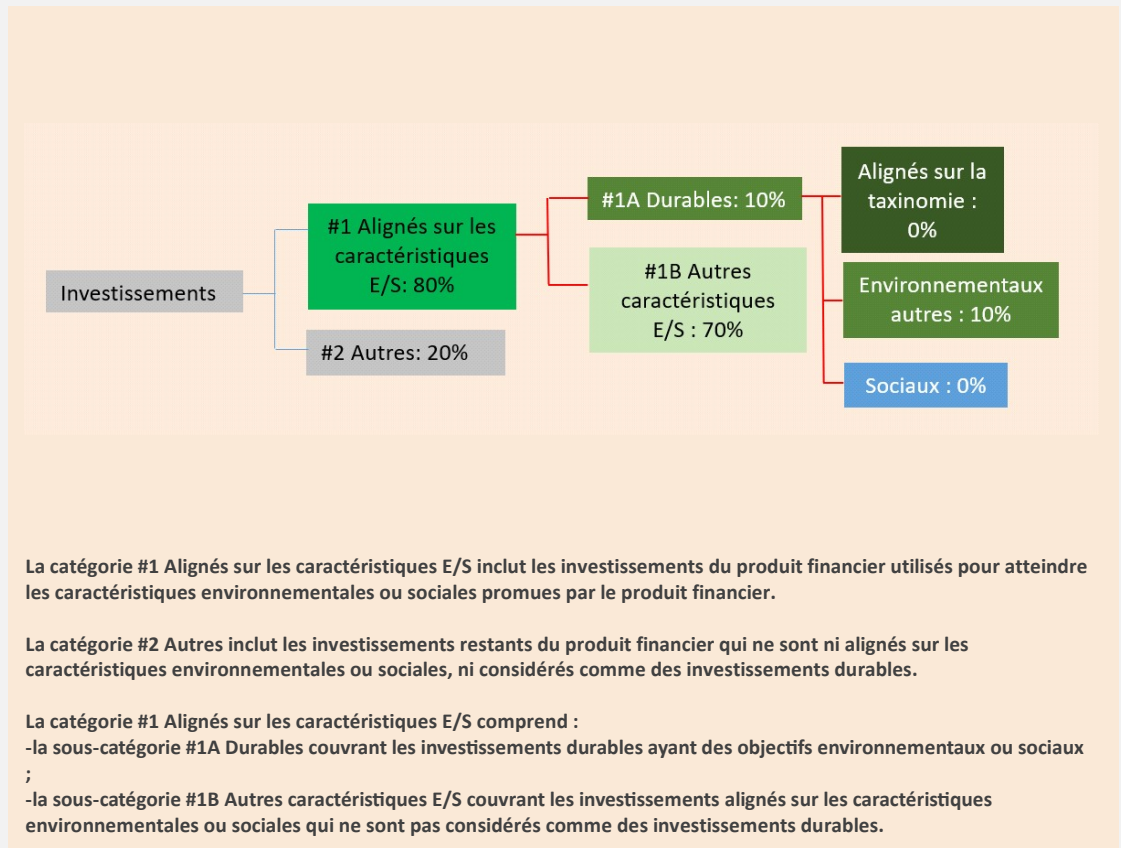 Investissements
#1 Alignés sur les
caractéristiques
E/S: 80%
#2 Autres: 20%
#1A Durables: 10%
#1B Autres
caractéristiques
E/S : 70%
Alignés sur la
taxinomie :
0%
Environnementaux
autres : 10%
Sociaux : 0%
La catégorie #1 Alignés sur les caractéristiques E/S inclut les investissements du produit financier utilisés pour atteindre
les caractéristiques environnementales ou sociales promues par le produit financier.
La catégorie #2 Autres inclut les investissements restants du produit financier qui ne sont ni alignés sur les
caractéristiques environnementales ou sociales, ni considérés comme des investissements durables.
La catégorie #1 Alignés sur les caractéristiques E/S comprend :
-la sous-catégorie #1A Durables couvrant les investissements durables ayant des objectifs environnementaux ou sociaux
;
-la sous-catégorie #1B Autres caractéristiques E/S couvrant les investissements alignés sur les caractéristiques
environnementales ou sociales qui ne sont pas considérés comme des investissements durables.